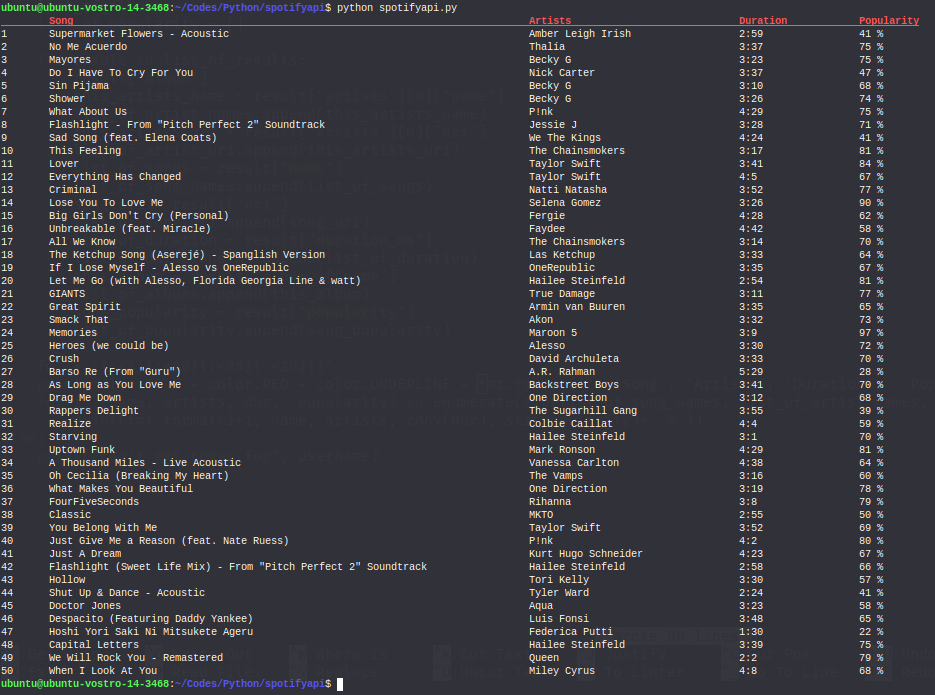 ubuntu@ubuntu-vostro-14-3468:~/Codes/Python/spotifyapi$ python spotifyapi.py
Song Artists Duration Popularity
1 Supermarket Flowers - Acoustic Amber Leigh Irish 2:59 41 %
2 No Me Acuerdo Thalía 3:37 75 %
3 Mayores Becky G 3:23 75 %
4 Do I Have To Cry For You Nick Carter 3:37 47 %
5 Sin Pijama Becky G 3:10 68 %
6 Shower Becky G 3:26 74 %
7 What About Us P!nk 4:29 75 %
8 Flashlight - From "Pitch Perfect 2" Soundtrack Jessie J 3:28 71 %
9 Sad Song (feat. Elena Coats) We The Kings 4:24 41 %
10 This Feeling The Chainsmokers 3:17 81 %
11 Lover Taylor Swift 3:41 84 %
12 Everything Has Changed Taylor Swift 4:5 67 %
13 Criminal Natti Natasha 3:52 77 %
14 Lose You To Love Me Selena Gomez 3:26 90 %
15 Big Girls Don't Cry (Personal) Fergie 4:28 62 %
16 Unbreakable (feat. Miracle) Faydee 4:42 58 %
17 All We Know The Chainsmokers 3:14 70 %
18 The Ketchup Song (Aserejé) - Spanglish Version Las Ketchup 3:33 64 %
19 If I Lose Myself - Alesso vs OneRepublic OneRepublic 3:35 67 %
20 Let Me Go (with Alesso, Florida Georgia Line & watt) Hailee Steinfeld 2:54 81 %
21 GIANTS True Damage 3:11 77 %
22 Great Spirit Armin van Buuren 3:35 65 %
23 Smack That Akon 3:32 73 %
24 Memories Maroon 5 3:9 97 %
25 Heroes (we could be) Alesso 3:30 72 %
26 Crush David Archuleta 3:33 70 %
27 Barso Re (From "Guru") A.R. Rahman 5:29 28 %
28 As Long as You Love Me Backstreet Boys 3:41 70 %
29 Drag Me Down One Direction 3:12 68 %
30 Rappers Delight The Sugarhill Gang 3:55 39 %
31 Realize Colbie Caillat 4:4 59 %
32 Starving Hailee Steinfeld 3:1 70 %
33 Uptown Funk Mark Ronson 4:29 81 %
34 A Thousand Miles - Live Acoustic Vanessa Carlton 4:38 64 %
35 Oh Cecilia (Breaking My Heart) The Vamps 3:16 60 %
36 What Makes You Beautiful One Direction 3:19 78 %
37 FourFiveSeconds Rihanna 3:8 79 %
38 Classic MKTO 2:55 50 %
39 You Belong With Me Taylor Swift 3:52 69 %
40 Just Give Me a Reason (feat. Nate Ruess) P!nk 4:2 80 %
41 Just A Dream Kurt Hugo Schneider 4:23 67 %
42 Flashlight (Sweet Life Mix) - From "Pitch Perfect 2" Soundtrack Hailee Steinfeld 2:58 66 %
43 Hollow Tori Kelly 3:30 57 %
44 Shut Up & Dance - Acoustic Tyler Ward 2:24 41 %
45 Doctor Jones Aqua 3:23 58 %
46 Despacito (Featuring Daddy Yankee) Luis Fonsi 3:48 65 %
47 Hoshi Yori Saki Ni Mitsukete Ageru Federica Putti 1:30 22 %
48 Capital Letters Hailee Steinfeld 3:39 75 %
49 We Will Rock You - Remastered Queen 2:2 79 %
50 When I Look At You Miley Cyrus 4:8 68 %
ubuntu@ubuntu-vostro-14-3468:~/Codes/Python/spotifyapi$